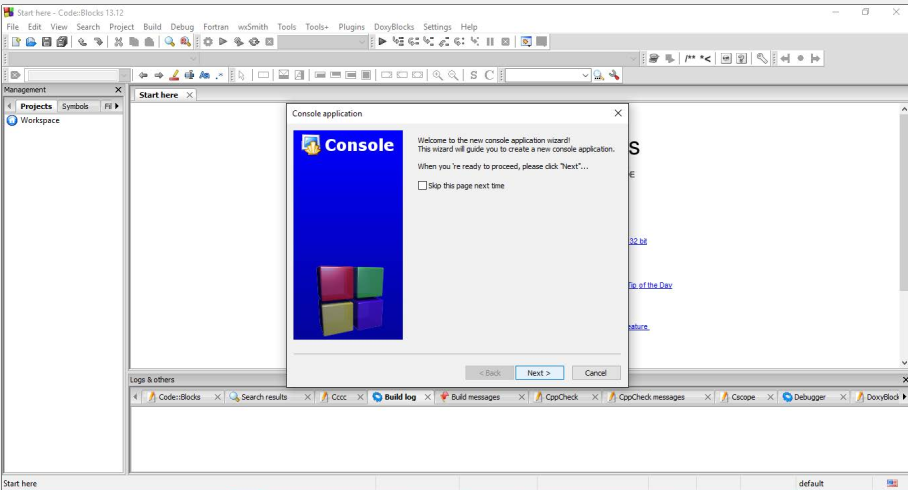 Start here - Code::Blocks 13.12
File Edit View Search Project Build Debug Fortran wxSmith Tools Tools+ Plugins DoxyBlocks Settings Help
/** *<
S C
Management
Projects Symbols Fil
Workspace
Start here
Console application
Console
Welcome to the new console application wizard!
This wizard will guide you to create a new console application.
When you 're ready to proceed, please click "Next"...
Skip this page next time
S
E
32 bit
Tip of the Day
eature
< Back Next > Cancel
Logs & others
Code::Blocks Search results Cccc Build log Build messages CppCheck CppCheck messages Cscope Debugger DoxyBlock
Start here default